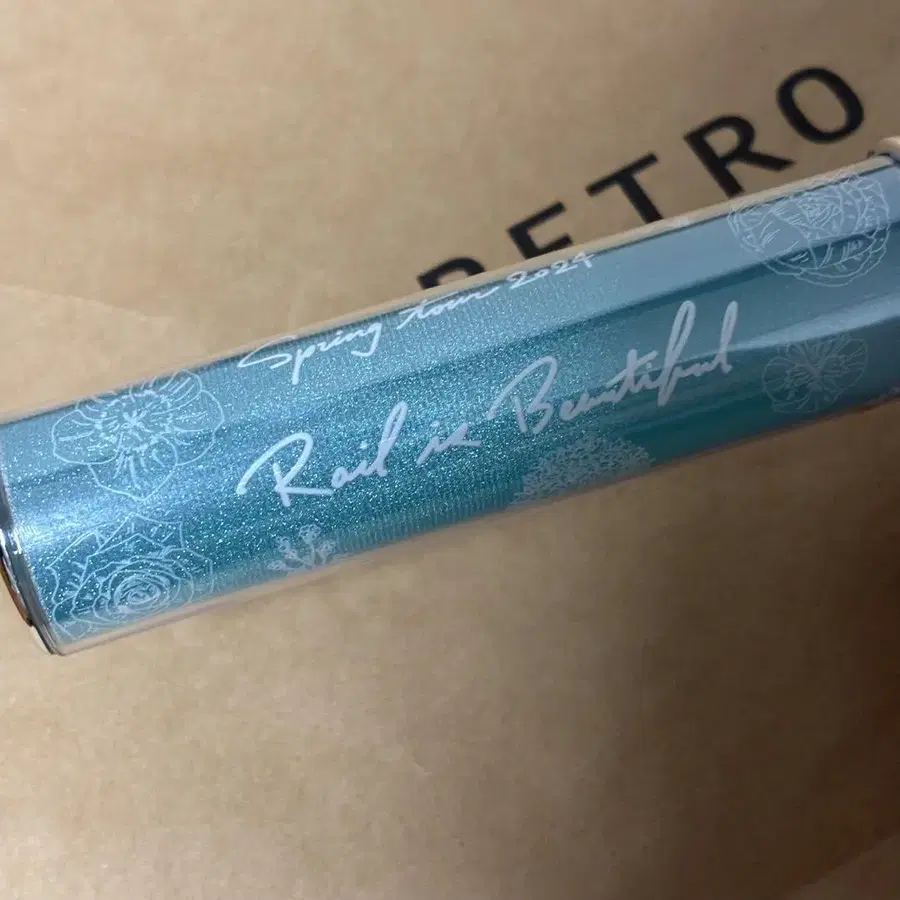 RETRO
Spring tour 2024
Rail is Beautiful